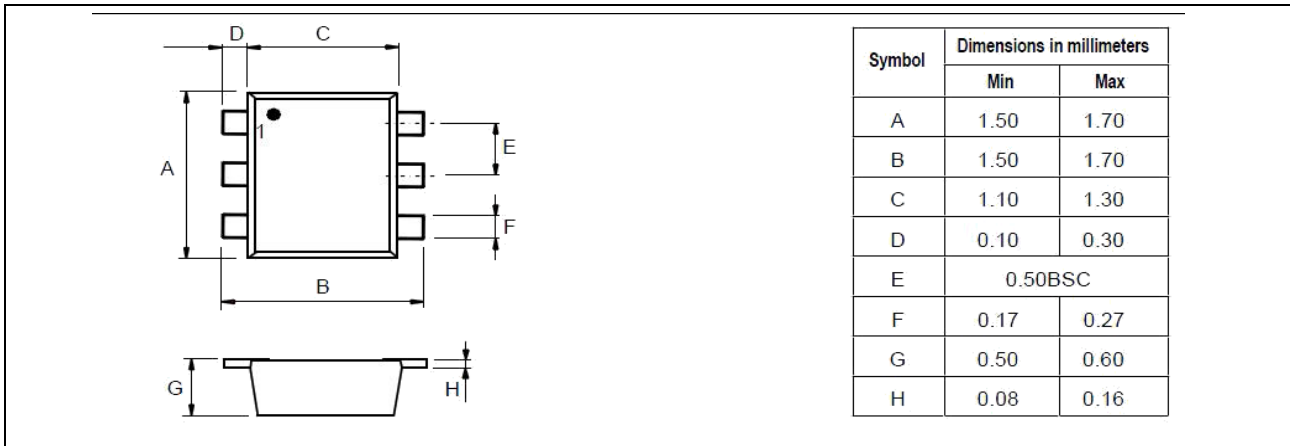 D C
1
A
E
F
B
G
H
Symbol Dimensions in millimeters
Min Max
A 1.50 1.70
B 1.50 1.70
C 1.10 1.30
D 0.10 0.30
E 0.50BSC
F 0.17 0.27
G 0.50 0.60
H 0.08 0.16